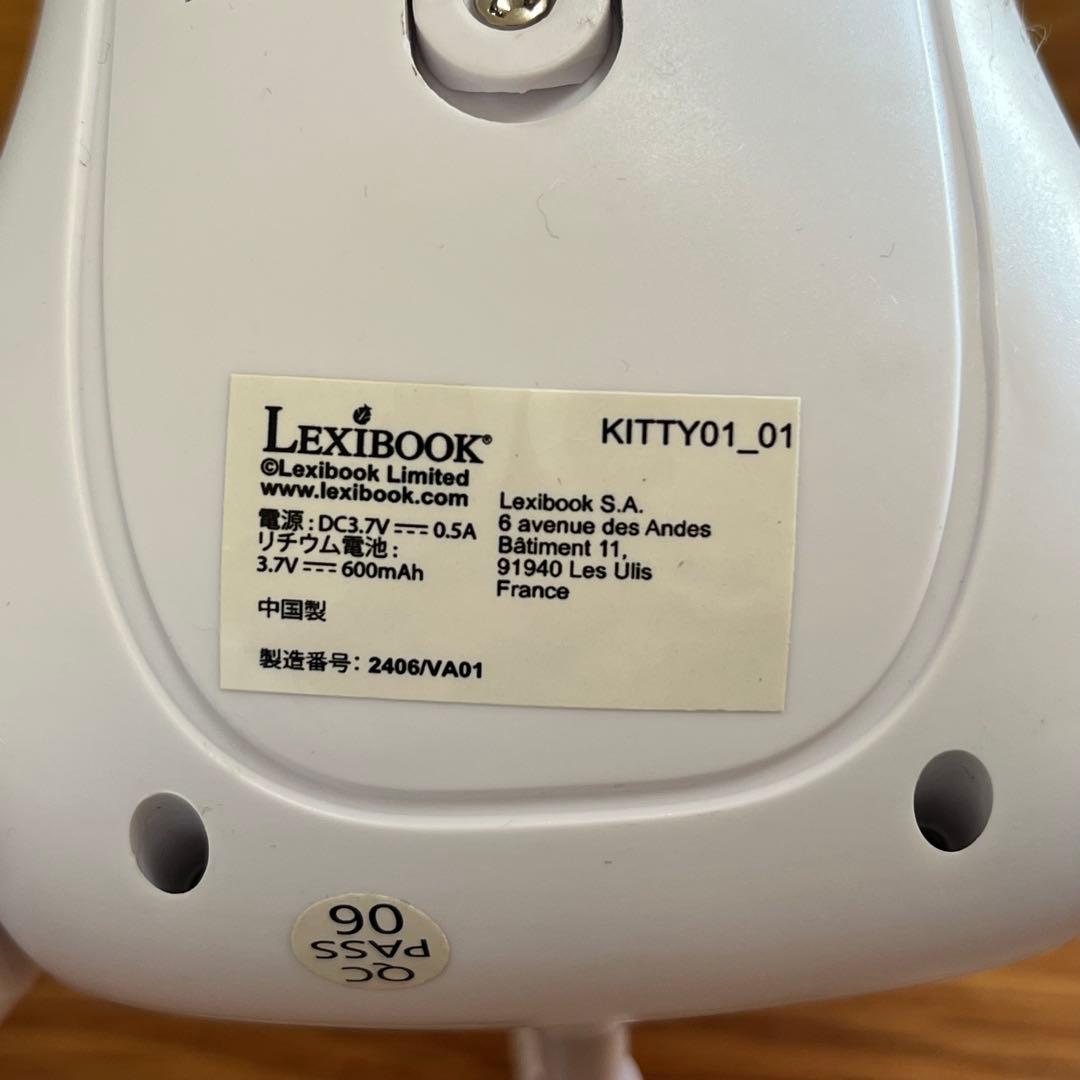 LEXIBOOK®
KITTY01_01
©Lexibook Limited
www.lexibook.com
電源 : DC3.7V ⎓ 0.5A
リチウム電池 :
3.7V ⎓ 600mAh
中国製
製造番号: 2406/VA01
Lexibook S.A.
6 avenue des Andes
Bâtiment 11,
91940 Les Ulis
France
QC
PASS
06